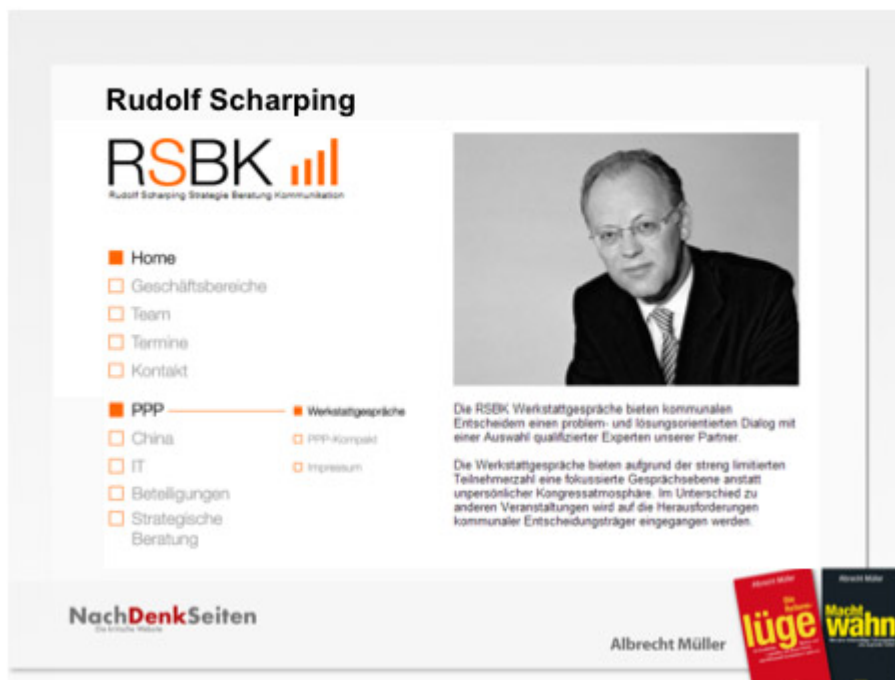 Rudolf Scharping
RSBK
Rudolf Scharping Strategie Beratung Kommunikation
Home
Geschäftsbereiche
Team
Termine
Kontakt
PPP
Werkstattgespräche
China
PPP-Kompakt
IT
Impressum
Beteiligungen
Strategische
Beratung
Die RSBK Werkstattgespräche bieten kommunalen
Entscheidern einen problem- und lösungsorientierten Dialog mit
einer Auswahl qualifizierter Experten unserer Partner.
Die Werkstattgespräche bieten aufgrund der streng limitierten
Teilnehmerzahl eine fokussierte Gesprächsebene anstatt
unpersönlicher Kongressatmosphäre. Im Unterschied zu
anderen Veranstaltungen wird auf die Herausforderungen
kommunaler Entscheidungsträger eingegangen werden.
NachDenkSeiten
Die kritische Website
Albrecht Müller
Albrecht Müller
Die
Reform
lüge
Albrecht Müller
Macht
wahn